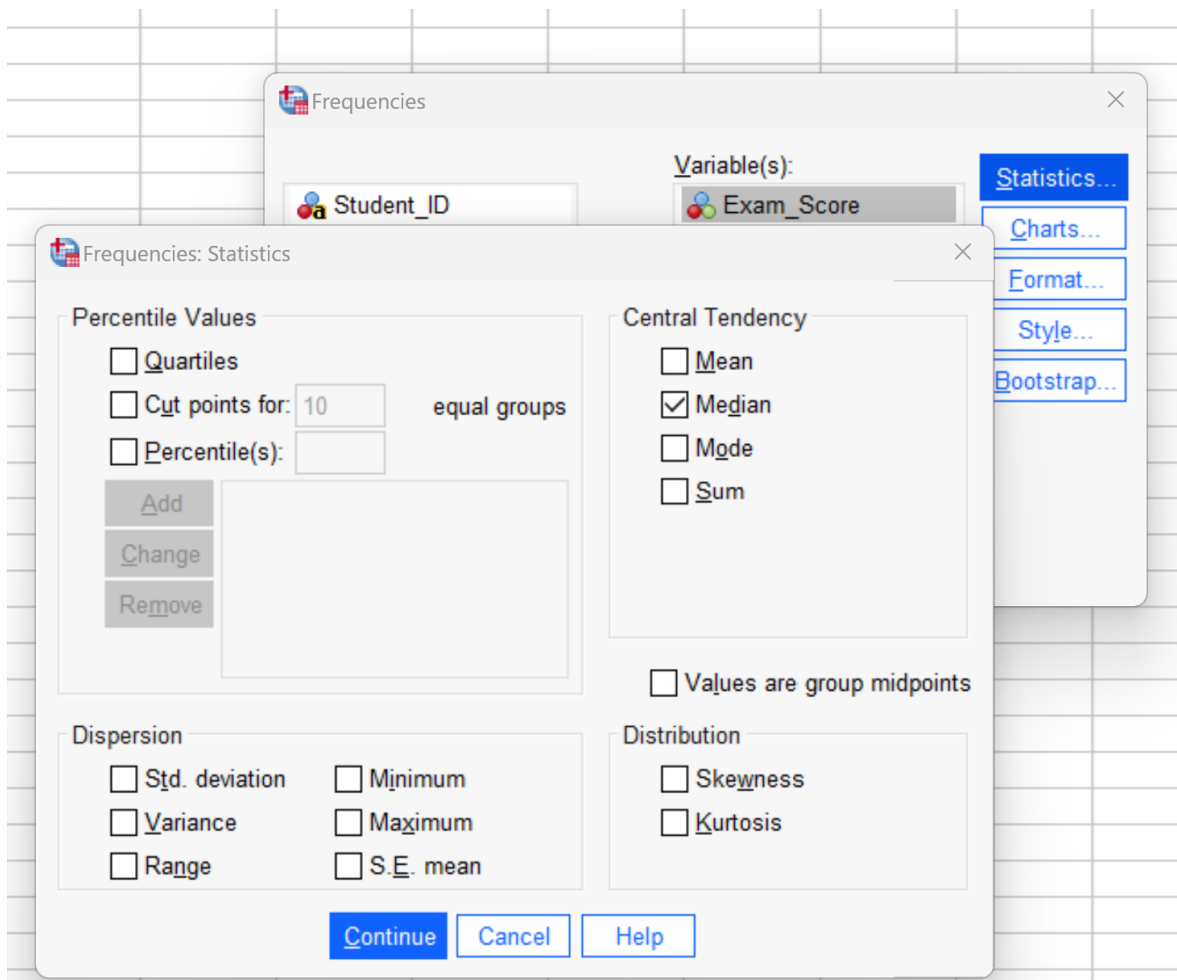 Frequencies
Variable(s):
Student_ID
Exam_Score
Statistics...
Charts...
Format...
Style...
Bootstrap...
Frequencies: Statistics
Percentile Values
Quartiles
Cut points for: 10 equal groups
Percentile(s):
Add
Change
Remove
Central Tendency
Mean
Median
Mode
Sum
Values are group midpoints
Dispersion
Std. deviation
Minimum
Variance
Maximum
Range
S.E. mean
Distribution
Skewness
Kurtosis
Continue
Cancel
Help